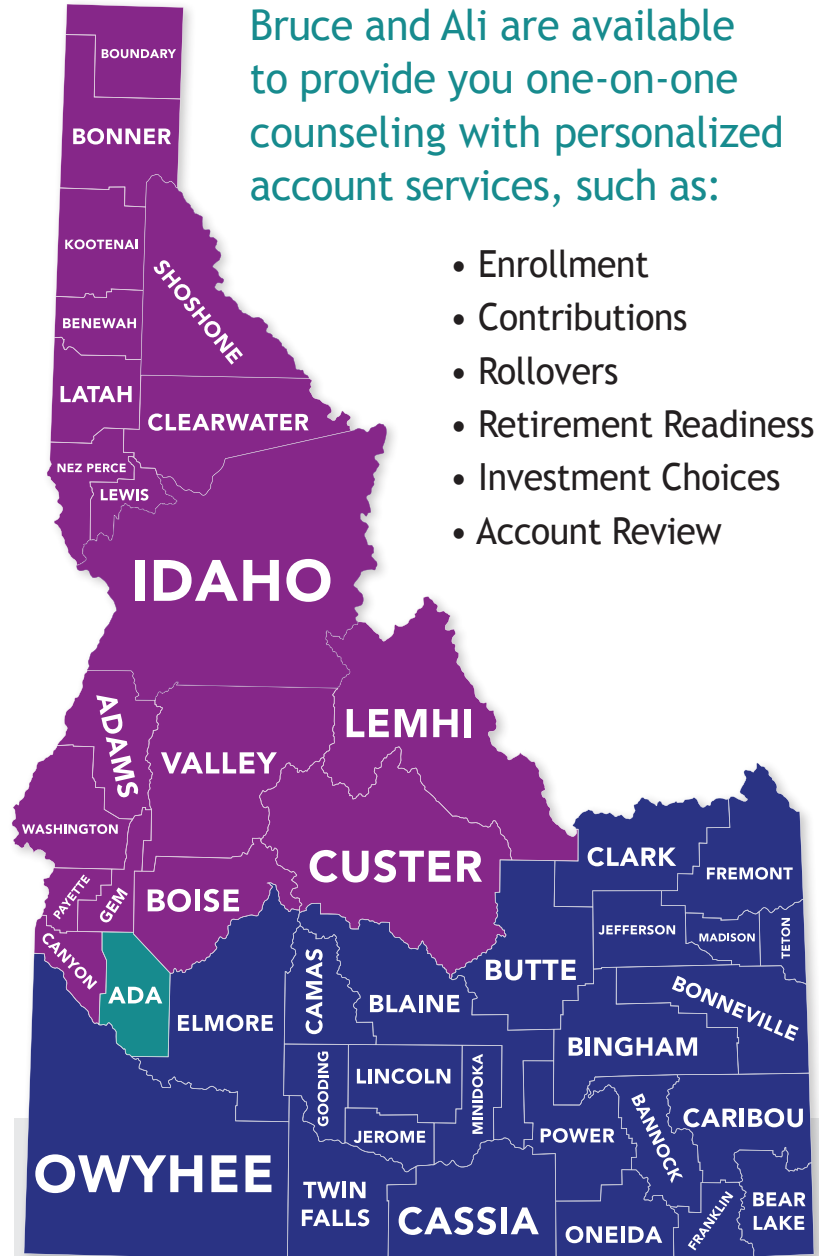 Bruce and Ali are available
to provide you one-on-one
counseling with personalized
account services, such as:
• Enrollment
• Contributions
• Rollovers
• Retirement Readiness
• Investment Choices
• Account Review
BOUNDARY
BONNER
KOOTENAI
SHOSHONE
BENEWAH
LATAH
CLEARWATER
NEZ PERCE
LEWIS
IDAHO
ADAMS
LEMHI
VALLEY
WASHINGTON
CUSTER
CLARK
FREMONT
PAYETTE
GEM
BOISE
JEFFERSON
MADISON
TETON
CANYON
ADA
ELMORE
CAMAS
BLAINE
BUTTE
BONNEVILLE
BINGHAM
GOODING
LINCOLN
MINIDOKA
JEROME
POWER
BANNOCK
CARIBOU
OWYHEE
TWIN
FALLS
CASSIA
ONEIDA
FRANKLIN
BEAR
LAKE